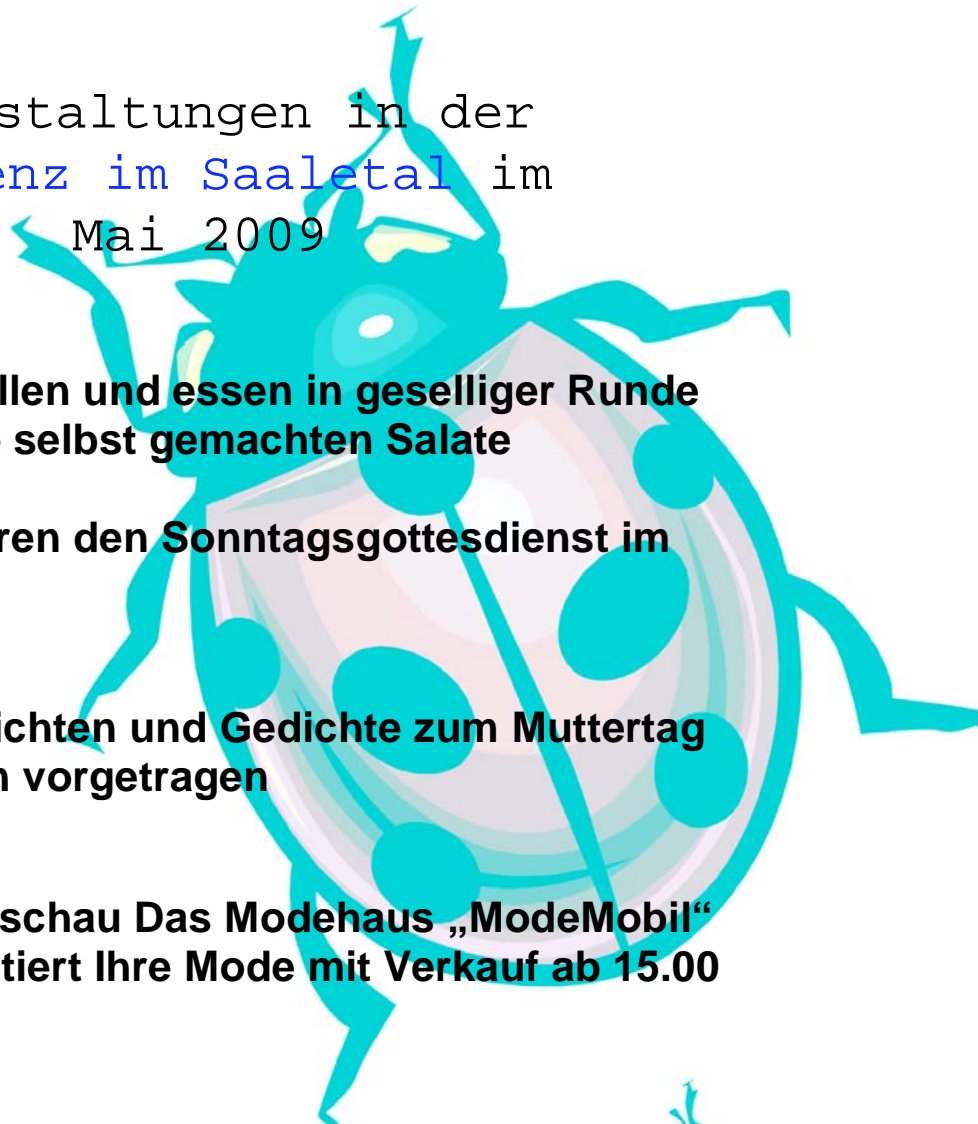 staltungen in der
enz im Saaletal im
Mai 2009
llen und essen in geselliger Runde
selbst gemachten Salate
ren den Sonntagsgottesdienst im
ichten und Gedichte zum Muttertag
n vorgetragen
schau Das Modehaus „ModeMobil“
tiert Ihre Mode mit Verkauf ab 15.00